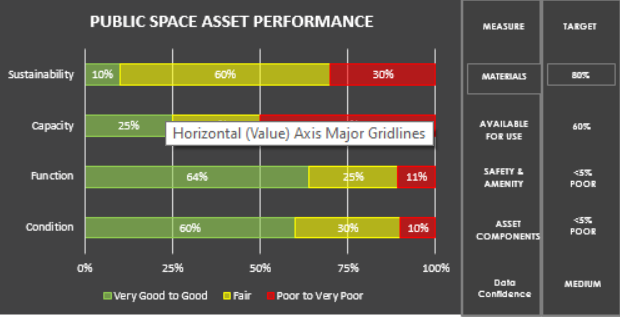 PUBLIC SPACE ASSET PERFORMANCE
MEASURE
TARGET
Sustainability
10%
60%
30%
MATERIALS
80%
Capacity
25%
Horizontal (Value) Axis Major Gridlines
AVAILABLE
FOR USE
60%
Function
64%
25%
11%
SAFETY &
AMENITY
<5%
POOR
Condition
60%
30%
10%
ASSET
COMPONENTS
<5%
POOR
0%
25%
50%
75%
100%
Very Good to Good
Fair
Poor to Very Poor
Data
Confidence
MEDIUM